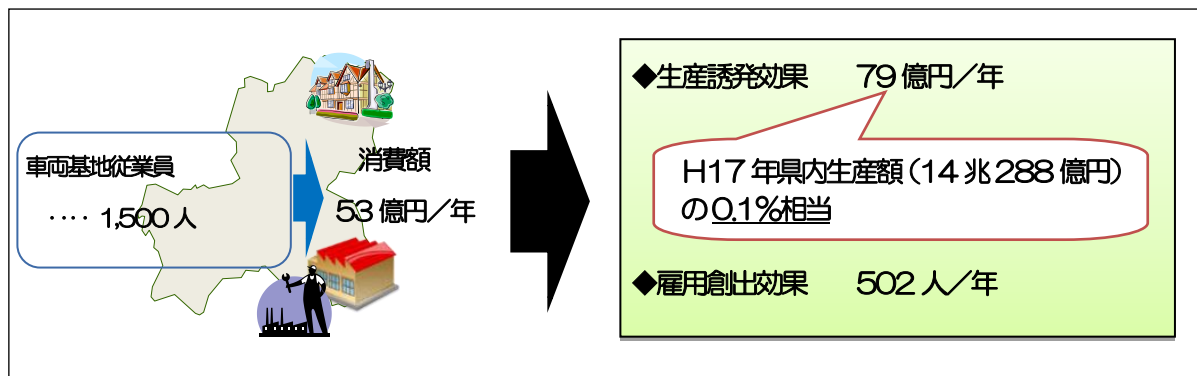 車両基地従業員
‥‥ 1,500人
消費額
53億円／年
◆生産誘発効果　79億円／年
H17年県内生産額（14兆288億円）
の0.1%相当
◆雇用創出効果　502人／年